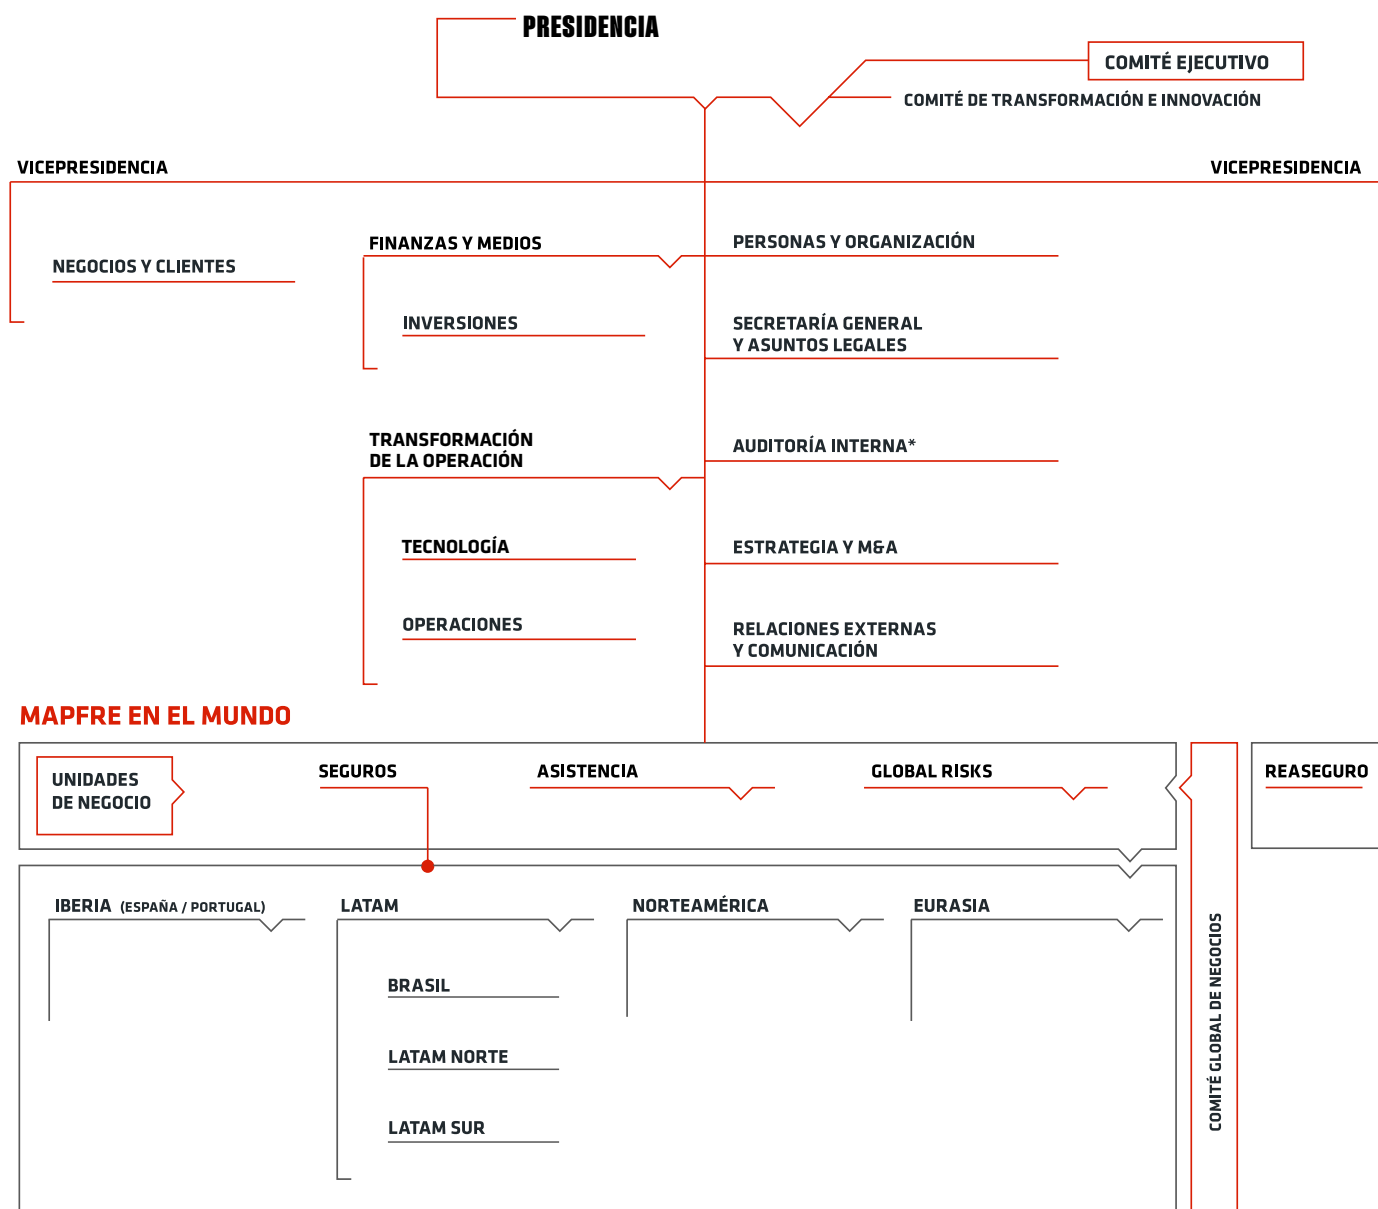 PRESIDENCIA
COMITÉ EJECUTIVO
COMITÉ DE TRANSFORMACIÓN E INNOVACIÓN
VICEPRESIDENCIA
VICEPRESIDENCIA
NEGOCIOS Y CLIENTES
FINANZAS Y MEDIOS
INVERSIONES
TRANSFORMACIÓN
DE LA OPERACIÓN
TECNOLOGÍA
OPERACIONES
PERSONAS Y ORGANIZACIÓN
SECRETARÍA GENERAL
Y ASUNTOS LEGALES
AUDITORÍA INTERNA*
ESTRATEGIA Y M&A
RELACIONES EXTERNAS
Y COMUNICACIÓN
MAPFRE EN EL MUNDO
UNIDADES
DE NEGOCIO
SEGUROS
ASISTENCIA
GLOBAL RISKS
REASEGURO
IBERIA (ESPAÑA / PORTUGAL)
LATAM
BRASIL
LATAM NORTE
LATAM SUR
NORTEAMÉRICA
EURASIA
COMITÉ GLOBAL DE NEGOCIOS